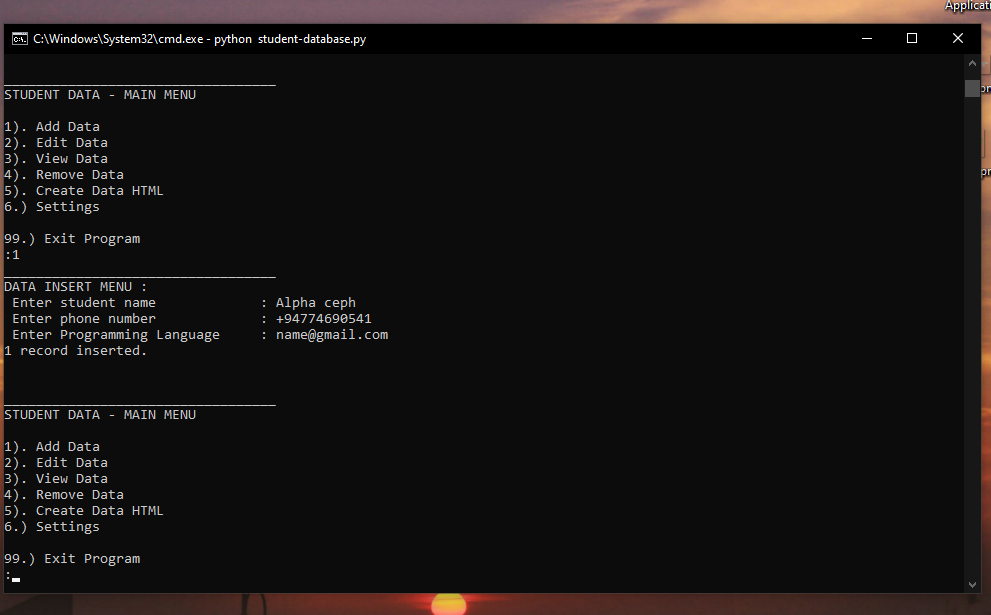 Applicati
C:\Windows\System32\cmd.exe - python  student-database.py
__________________________________
STUDENT DATA - MAIN MENU
1). Add Data
2). Edit Data
3). View Data
4). Remove Data
5). Create Data HTML
6.) Settings
99.) Exit Program
:1
__________________________________
DATA INSERT MENU :
Enter student name             : Alpha ceph
Enter phone number             : +94774690541
Enter Programming Language     : name@gmail.com
1 record inserted.
__________________________________
STUDENT DATA - MAIN MENU
1). Add Data
2). Edit Data
3). View Data
4). Remove Data
5). Create Data HTML
6.) Settings
99.) Exit Program
: